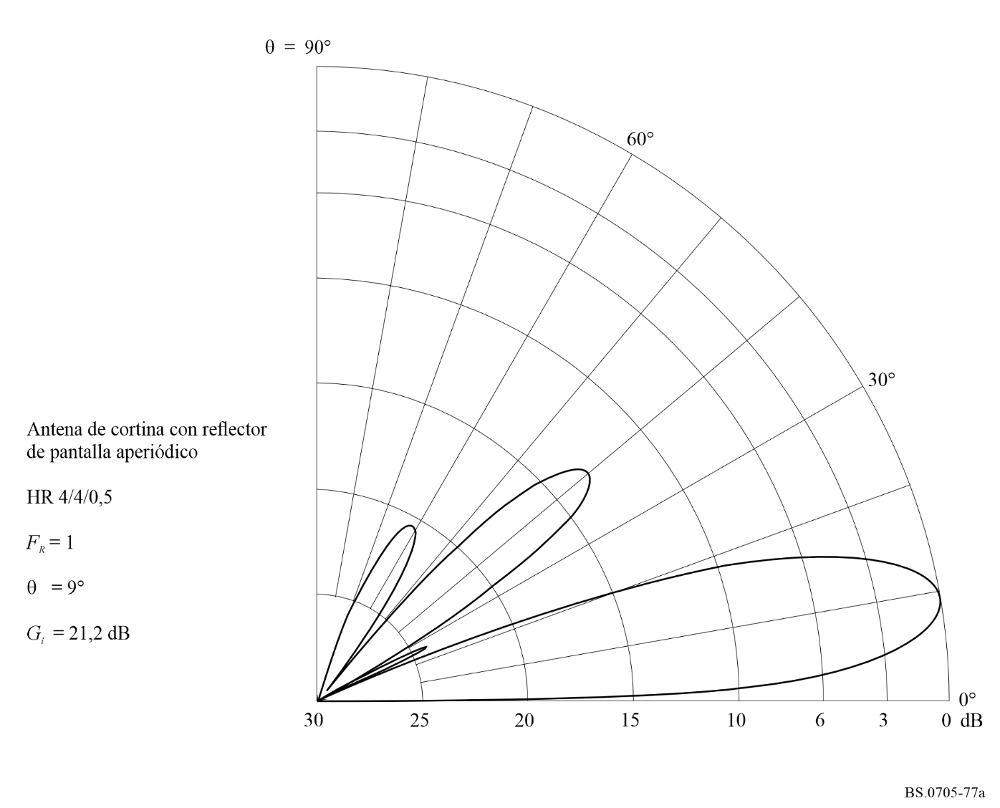 θ = 90°
60°
30°
Antena de cortina con reflector
de pantalla aperiódico
HR 4/4/0,5
F_R = 1
θ = 9°
G_i = 21,2 dB
0°
30 25 20 15 10 6 3 0 dB
BS.0705-77a